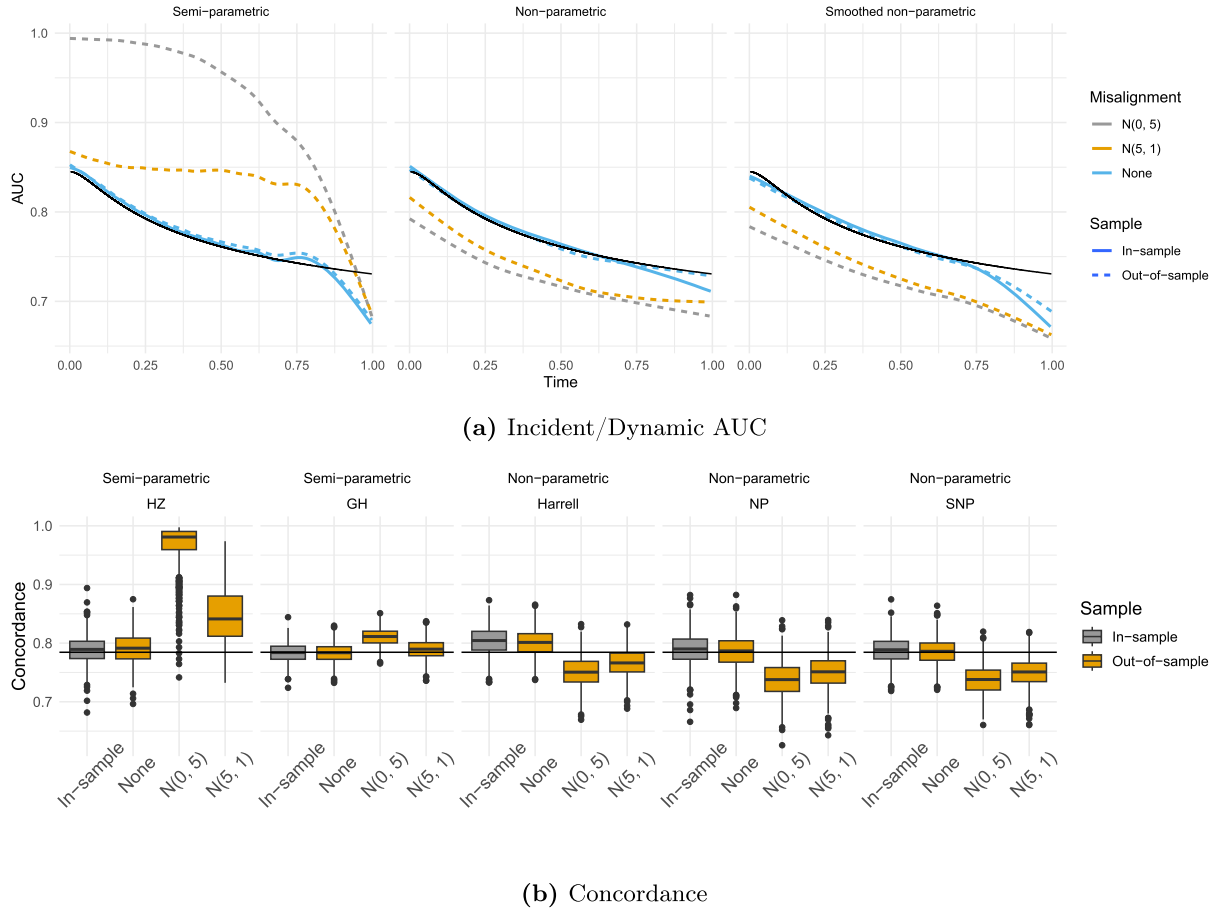 Semi−parametric
Non−parametric
Smoothed non−parametric
1.0
0.9
0.8
0.7
AUC
0.00 0.25 0.50 0.75 1.00
0.00 0.25 0.50 0.75 1.00
0.00 0.25 0.50 0.75 1.00
Time
Misalignment
N(0, 5)
N(5, 1)
None
Sample
In−sample
Out−of−sample
(a) Incident/Dynamic AUC
Semi−parametric
HZ
Semi−parametric
GH
Non−parametric
Harrell
Non−parametric
NP
Non−parametric
SNP
1.0
0.9
0.8
0.7
Concordance
In−sample None N(0, 5) N(5, 1)
In−sample None N(0, 5) N(5, 1)
In−sample None N(0, 5) N(5, 1)
In−sample None N(0, 5) N(5, 1)
In−sample None N(0, 5) N(5, 1)
Sample
In−sample
Out−of−sample
(b) Concordance